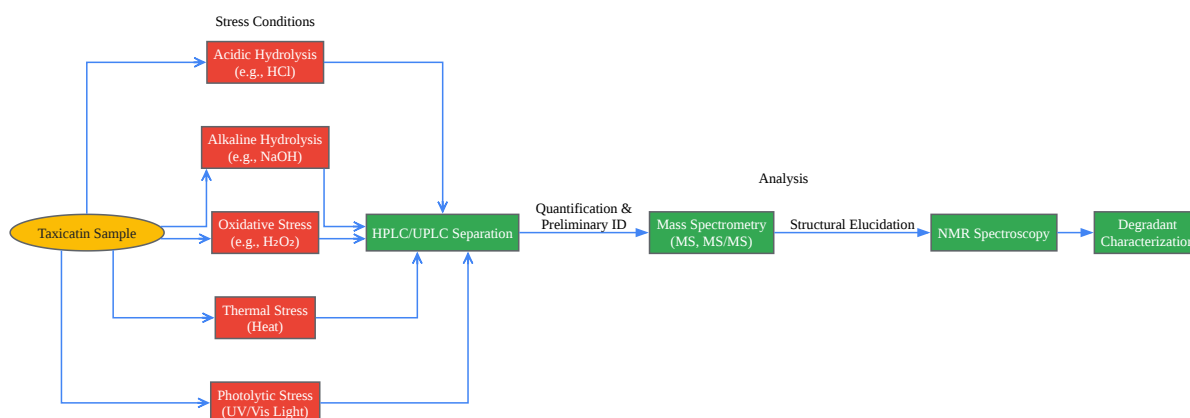 Stress Conditions
Acidic Hydrolysis
(e.g., HCl)
Alkaline Hydrolysis
(e.g., NaOH)
Taxicatin Sample
Oxidative Stress
(e.g., H₂O₂)
Thermal Stress
(Heat)
Photolytic Stress
(UV/Vis Light)
HPLC/UPLC Separation
Quantification &
Preliminary ID
Analysis
Mass Spectrometry
(MS, MS/MS)
Structural Elucidation
NMR Spectroscopy
Degradant
Characterization